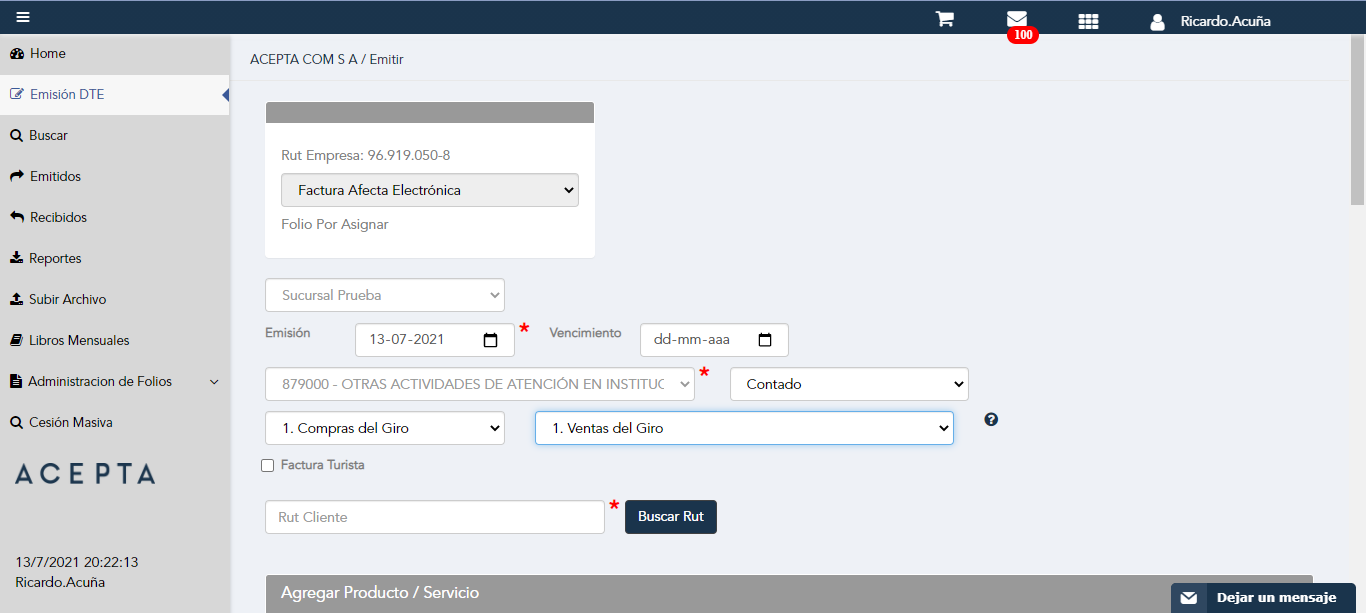 Ricardo.Acuña
100
Home
Emisión DTE
Buscar
Emitidos
Recibidos
Reportes
Subir Archivo
Libros Mensuales
Administracion de Folios
Cesión Masiva
ACEPTA
13/7/2021 20:22:13
Ricardo.Acuña
ACEPTA COM S A / Emitir
Rut Empresa: 96.919.050-8
Factura Afecta Electrónica
Folio Por Asignar
Sucursal Prueba
Emisión 13-07-2021 * Vencimiento dd-mm-aaa
879000 - OTRAS ACTIVIDADES DE ATENCIÓN EN INSTITUC * Contado
1. Compras del Giro 1. Ventas del Giro ?
Factura Turista
Rut Cliente * Buscar Rut
Agregar Producto / Servicio
Dejar un mensaje